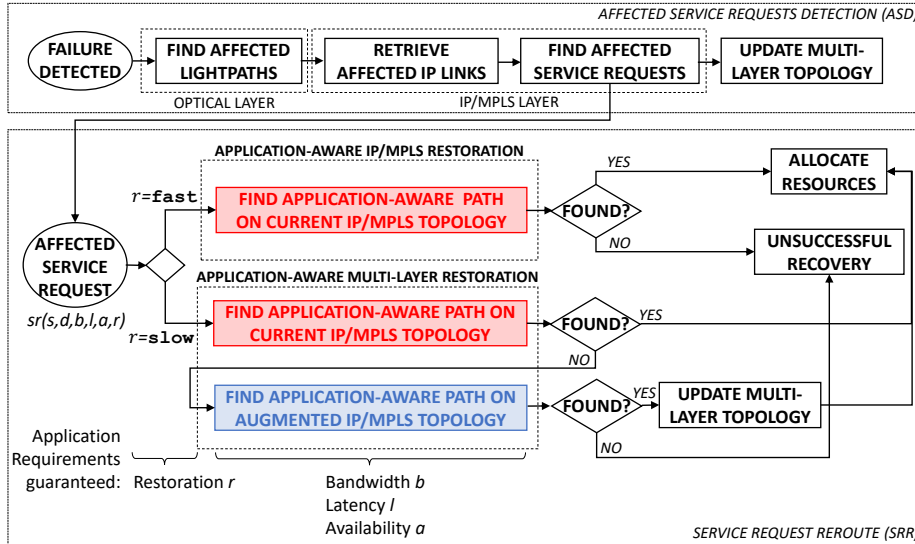 AFFECTED SERVICE REQUESTS DETECTION (ASD)
FAILURE
DETECTED
FIND AFFECTED
LIGHTPATHS
RETRIEVE
AFFECTED IP LINKS
FIND AFFECTED
SERVICE REQUESTS
UPDATE MULTI-
LAYER TOPOLOGY
OPTICAL LAYER
IP/MPLS LAYER
APPLICATION-AWARE IP/MPLS RESTORATION
r=fast
FIND APPLICATION-AWARE PATH
ON CURRENT IP/MPLS TOPOLOGY
FOUND?
YES
NO
ALLOCATE
RESOURCES
UNSUCCESSFUL
RECOVERY
AFFECTED
SERVICE
REQUEST
sr(s,d,b,l,a,r)
r=slow
APPLICATION-AWARE MULTI-LAYER RESTORATION
FIND APPLICATION-AWARE PATH ON
CURRENT IP/MPLS TOPOLOGY
FOUND?
YES
NO
FIND APPLICATION-AWARE PATH ON
AUGMENTED IP/MPLS TOPOLOGY
FOUND?
YES
NO
UPDATE MULTI-
LAYER TOPOLOGY
Application
Requirements
guaranteed:
Restoration r
Bandwidth b
Latency l
Availability a
SERVICE REQUEST REROUTE (SRR)